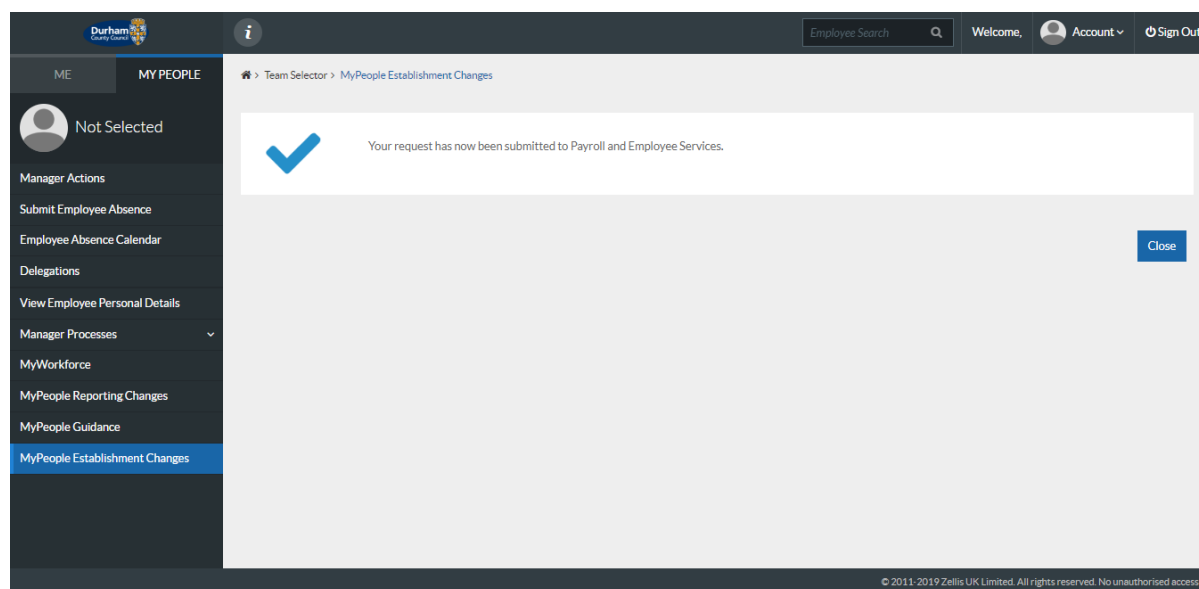 Durham
County Council
i
Employee Search
Welcome,
Account
Sign Out
ME
MY PEOPLE
> Team Selector > MyPeople Establishment Changes
Not Selected
Your request has now been submitted to Payroll and Employee Services.
Manager Actions
Submit Employee Absence
Employee Absence Calendar
Close
Delegations
View Employee Personal Details
Manager Processes
MyWorkforce
MyPeople Reporting Changes
MyPeople Guidance
MyPeople Establishment Changes
© 2011-2019 Zellis UK Limited. All rights reserved. No unauthorised access